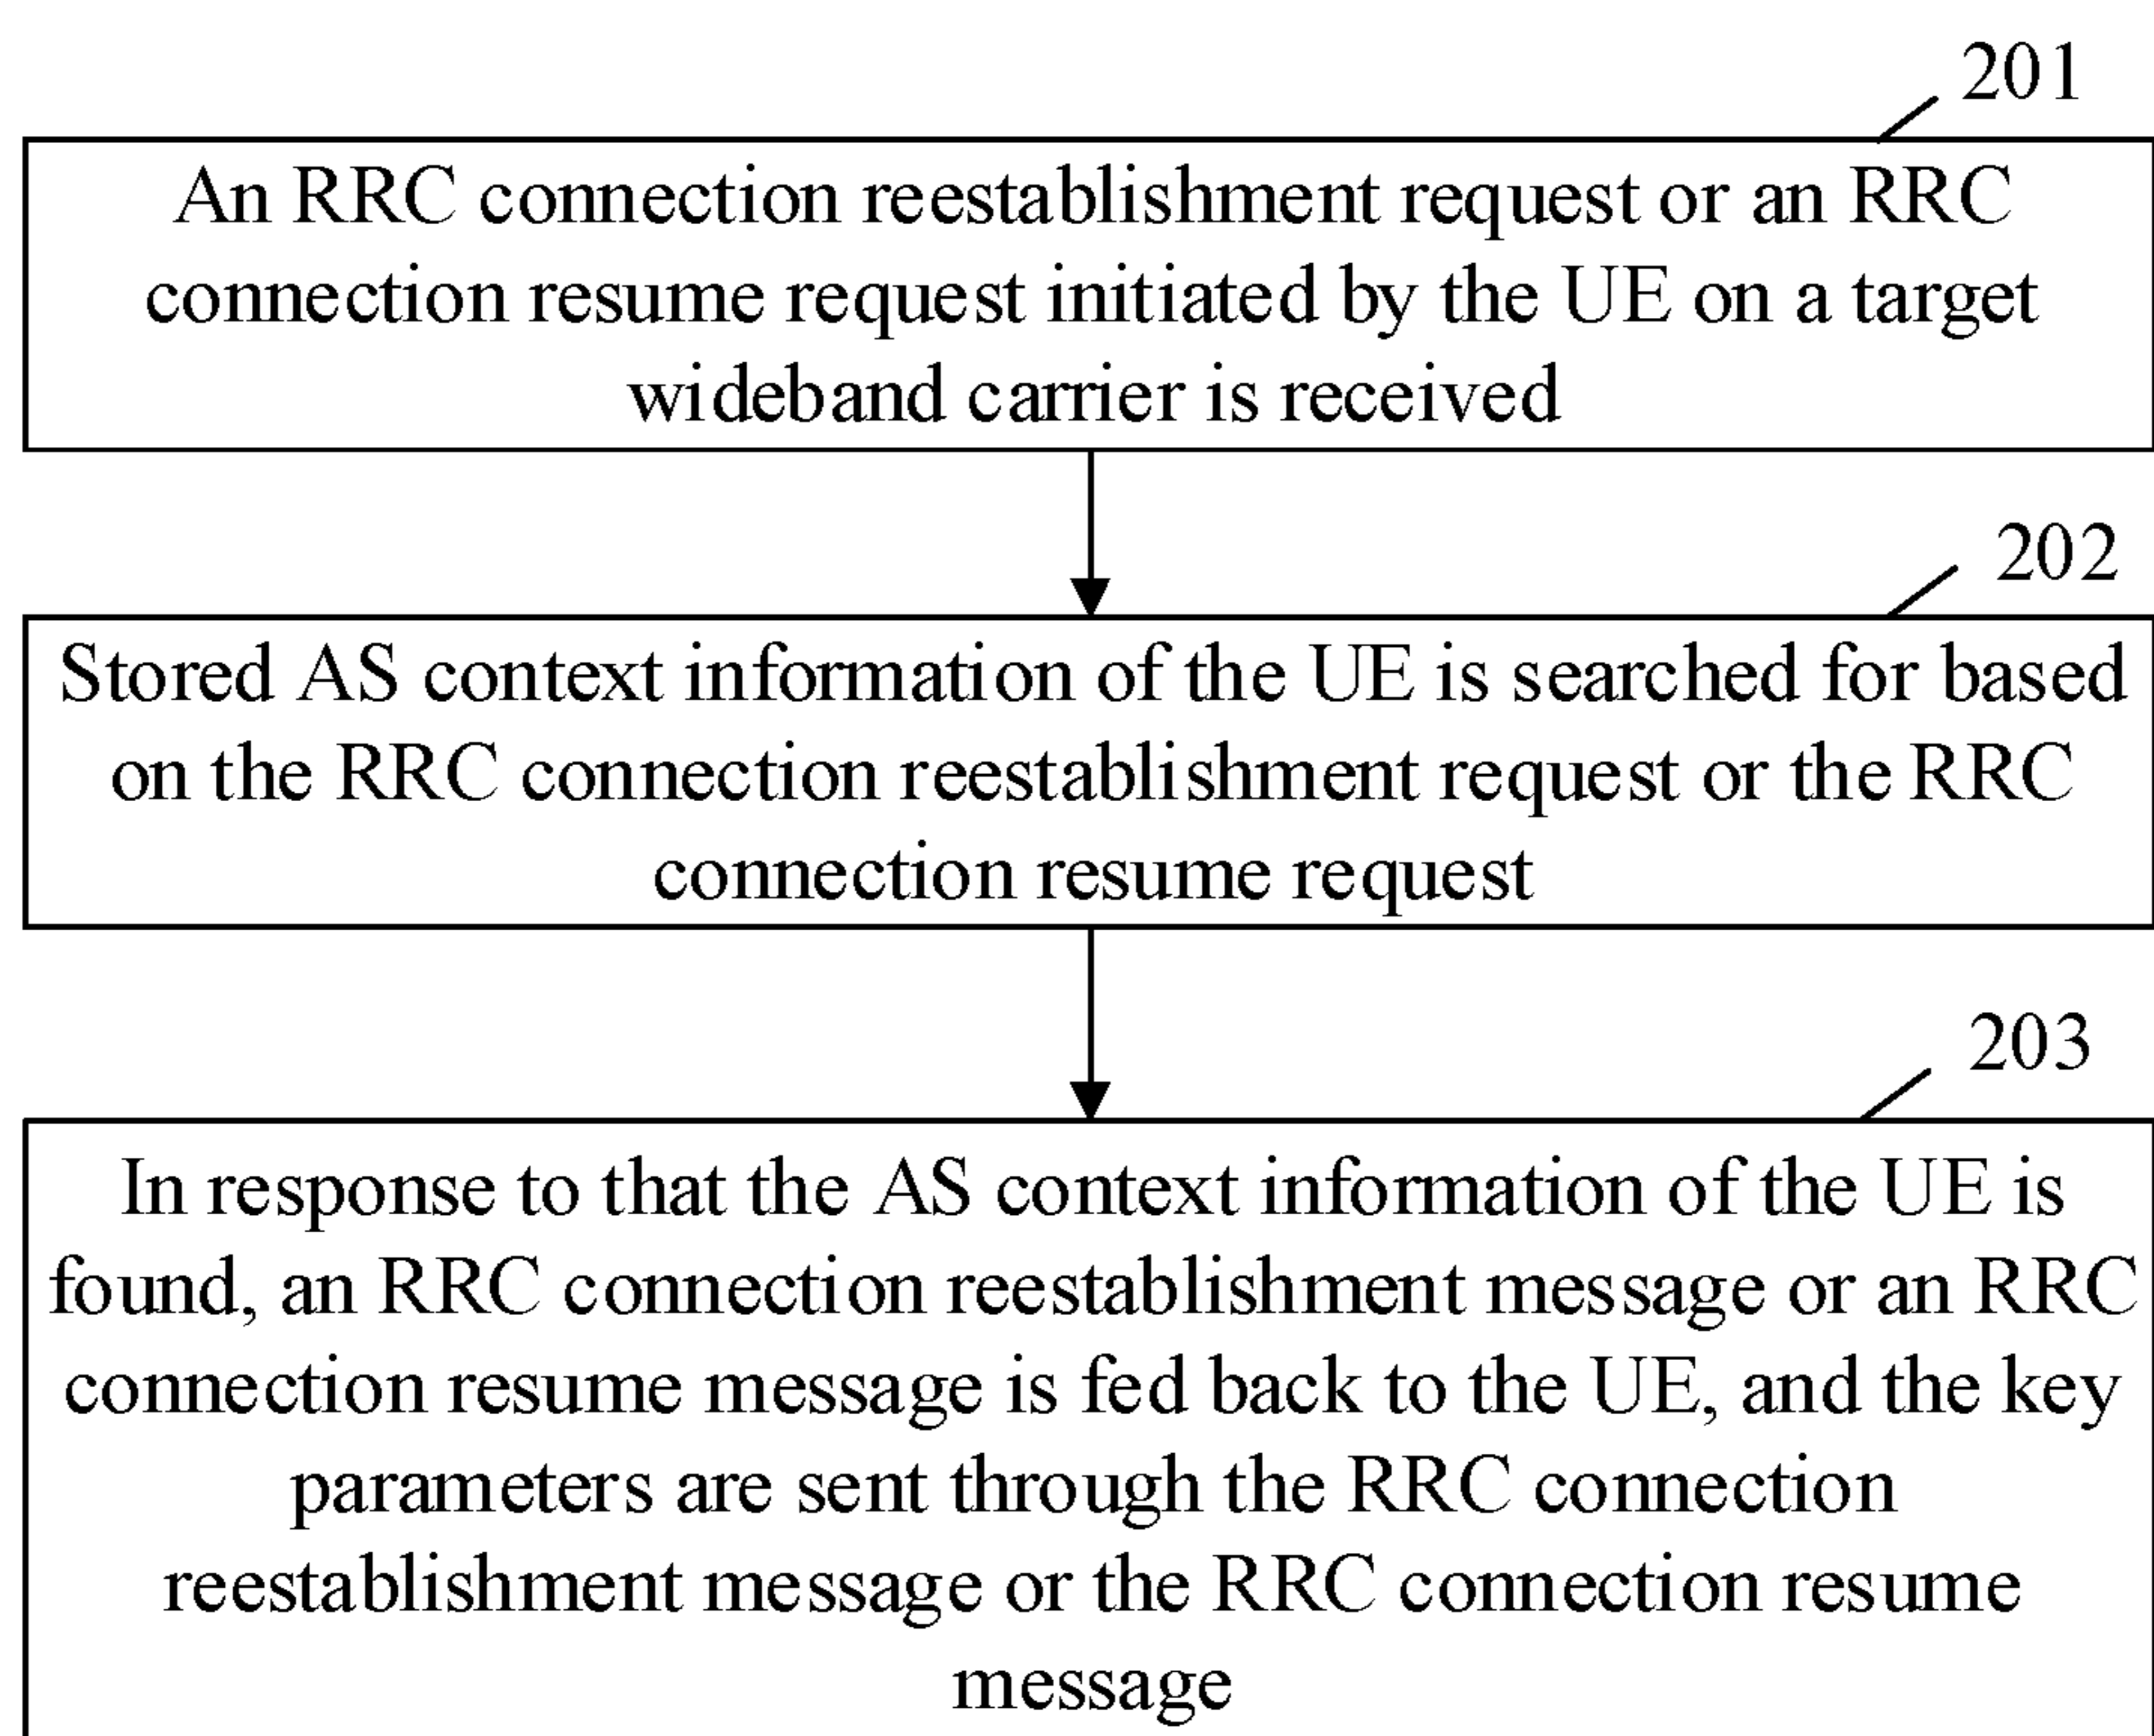 201
An RRC connection reestablishment request or an RRC
connection resume request initiated by the UE on a target
wideband carrier is received
202
Stored AS context information of the UE is searched for based
on the RRC connection reestablishment request or the RRC
connection resume request
203
In response to that the AS context information of the UE is
found, an RRC connection reestablishment message or an RRC
connection resume message is fed back to the UE, and the key
parameters are sent through the RRC connection
reestablishment message or the RRC connection resume
message